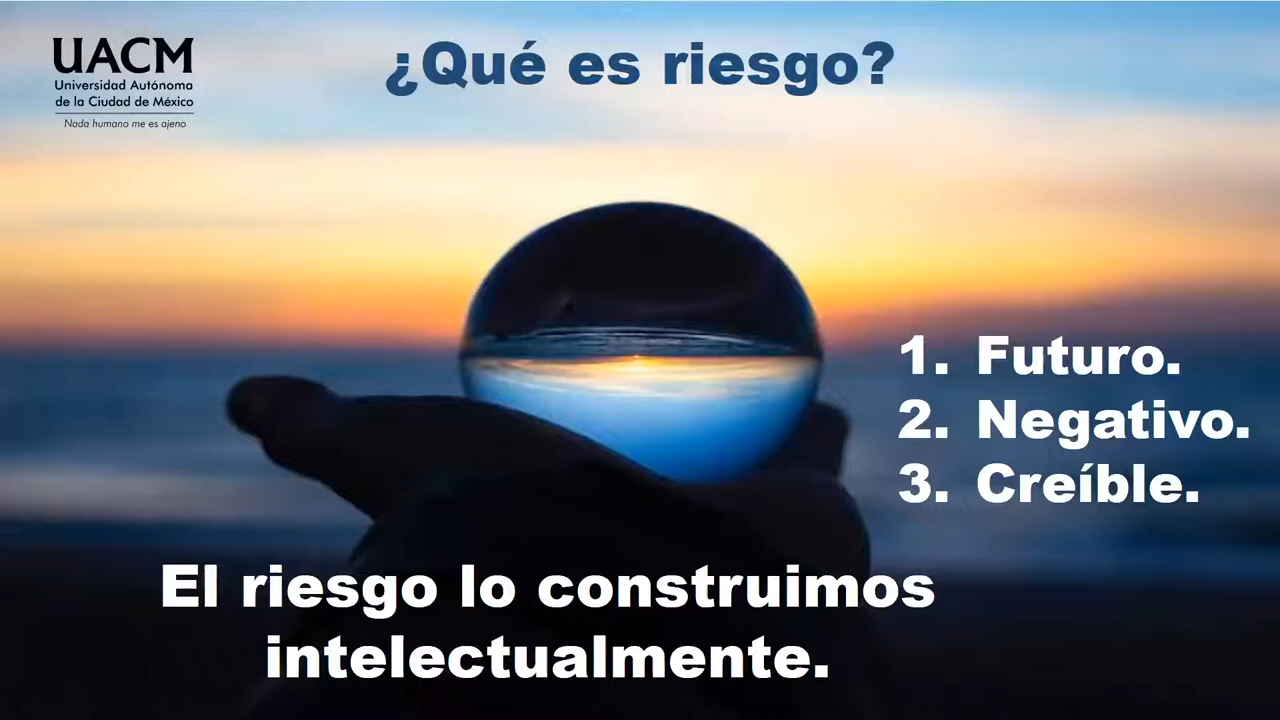 UACM
Universidad Autónoma
de la Ciudad de México
Nada humano me es ajeno
¿Qué es riesgo?
1. Futuro.
2. Negativo.
3. Creíble.
El riesgo lo construimos
intelectualmente.